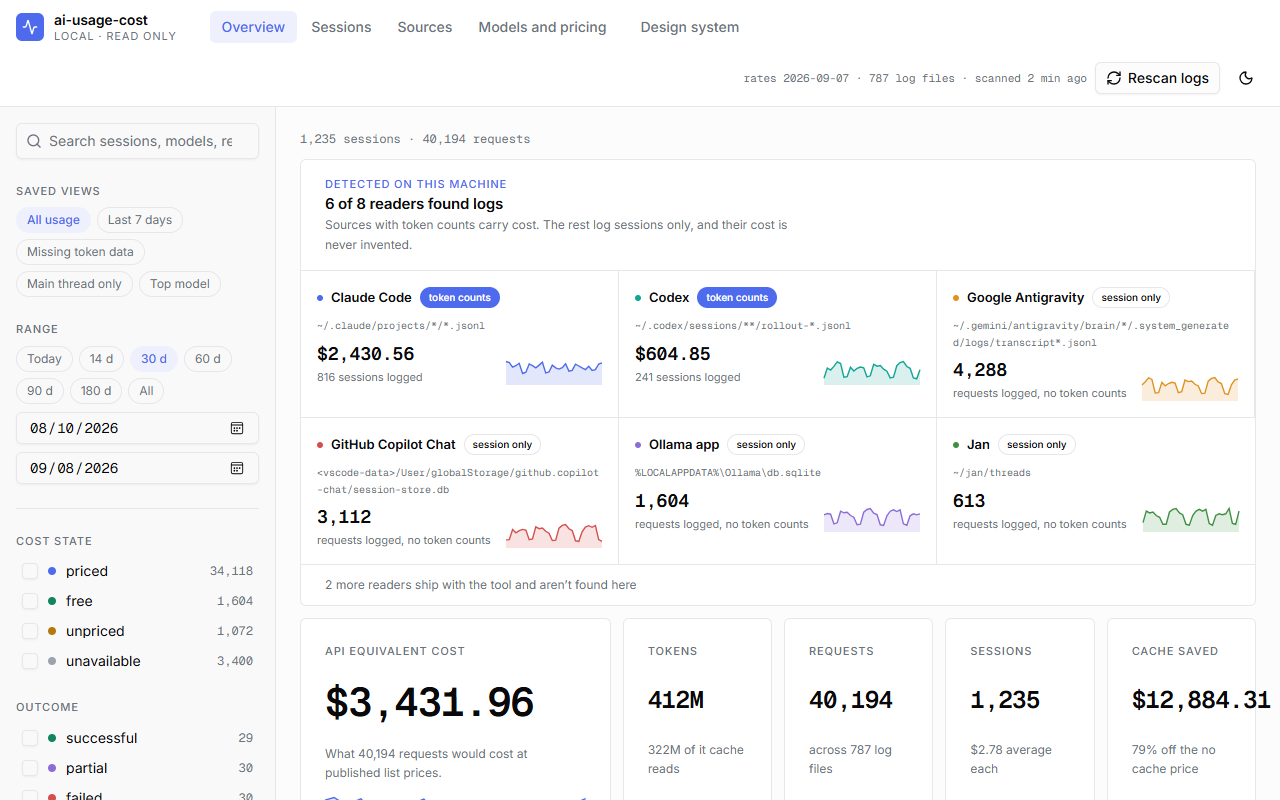 ai-usage-cost
LOCAL · READ ONLY
Overview
Sessions
Sources
Models and pricing
Design system
rates 2026-09-07 · 787 log files · scanned 2 min ago
Rescan logs
Search sessions, models, re
SAVED VIEWS
All usage
Last 7 days
Missing token data
Main thread only
Top model
RANGE
Today
14 d
30 d
60 d
90 d
180 d
All
08/10/2026
09/08/2026
COST STATE
priced 34,118
free 1,604
unpriced 1,072
unavailable 3,400
OUTCOME
successful 29
partial 30
failed 30
1,235 sessions · 40,194 requests
DETECTED ON THIS MACHINE
6 of 8 readers found logs
Sources with token counts carry cost. The rest log sessions only, and their cost is
never invented.
Claude Code token counts
~/.claude/projects/*/*.jsonl
$2,430.56
816 sessions logged
Codex token counts
~/.codex/sessions/**/rollout-*.jsonl
$604.85
241 sessions logged
Google Antigravity session only
~/.gemini/antigravity/brain/*/.system_generate
d/logs/transcript*.jsonl
4,288
requests logged, no token counts
GitHub Copilot Chat session only
<vscode-data>/User/globalStorage/github.copilot
-chat/session-store.db
3,112
requests logged, no token counts
Ollama app session only
%LOCALAPPDATA%\Ollama\db.sqlite
1,604
requests logged, no token counts
Jan session only
~/jan/threads
613
requests logged, no token counts
2 more readers ship with the tool and aren't found here
API EQUIVALENT COST
$3,431.96
What 40,194 requests would cost at
published list prices.
TOKENS
412M
322M of it cache
reads
REQUESTS
40,194
across 787 log
files
SESSIONS
1,235
$2.78 average
each
CACHE SAVED
$12,884.31
79% off the no
cache price